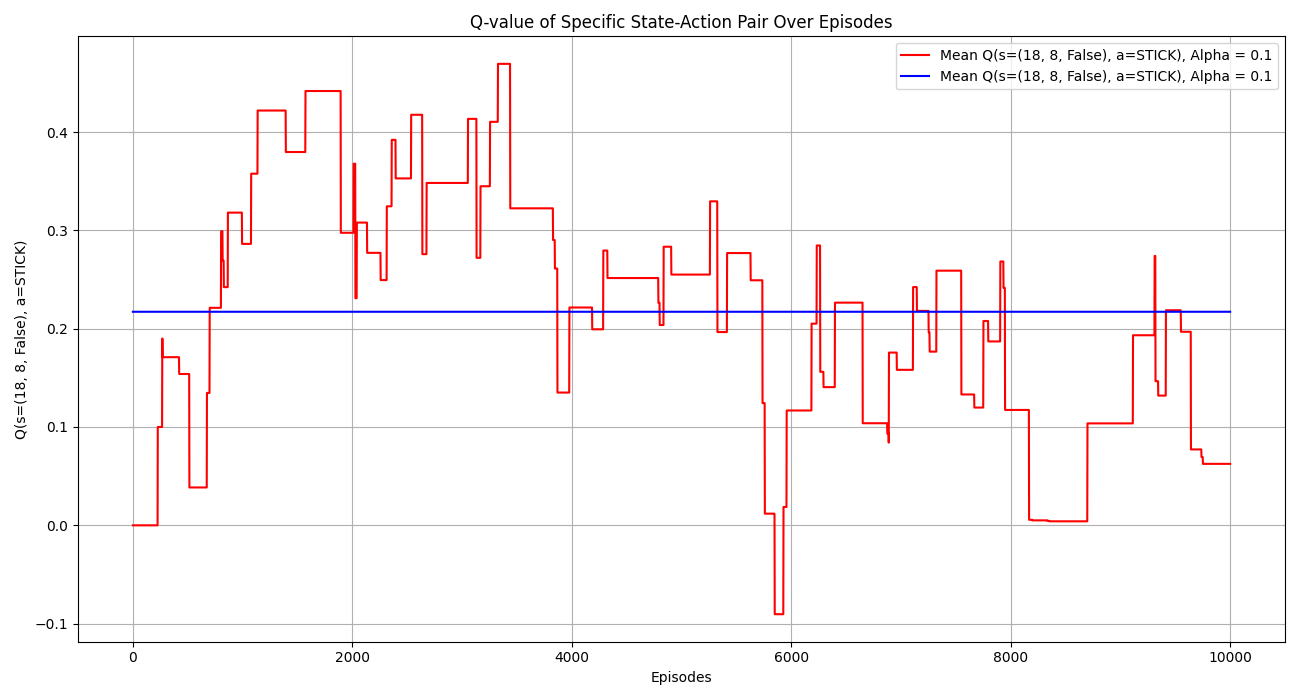 Q-value of Specific State-Action Pair Over Episodes
Mean Q(s=(18, 8, False), a=STICK), Alpha = 0.1
Mean Q(s=(18, 8, False), a=STICK), Alpha = 0.1
Q(s=(18, 8, False), a=STICK)
0.4
0.3
0.2
0.1
0.0
−0.1
0 2000 4000 6000 8000 10000
Episodes